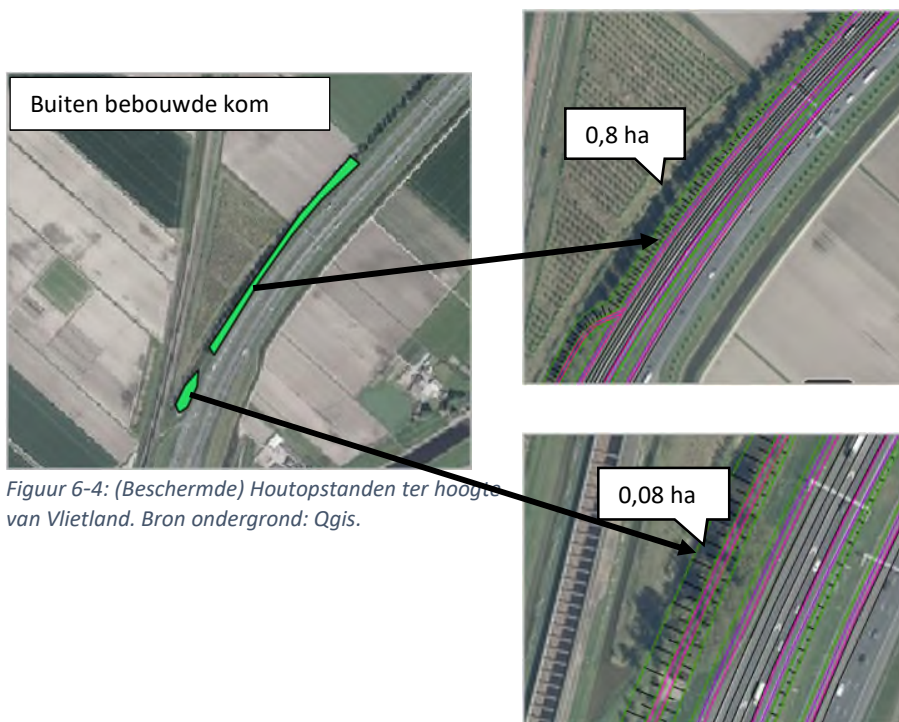 Buiten bebouwde kom
0,8 ha
0,08 ha
Figuur 6-4: (Beschermde) Houtopstanden ter hoogte
van Vlietland. Bron ondergrond: Qgis.